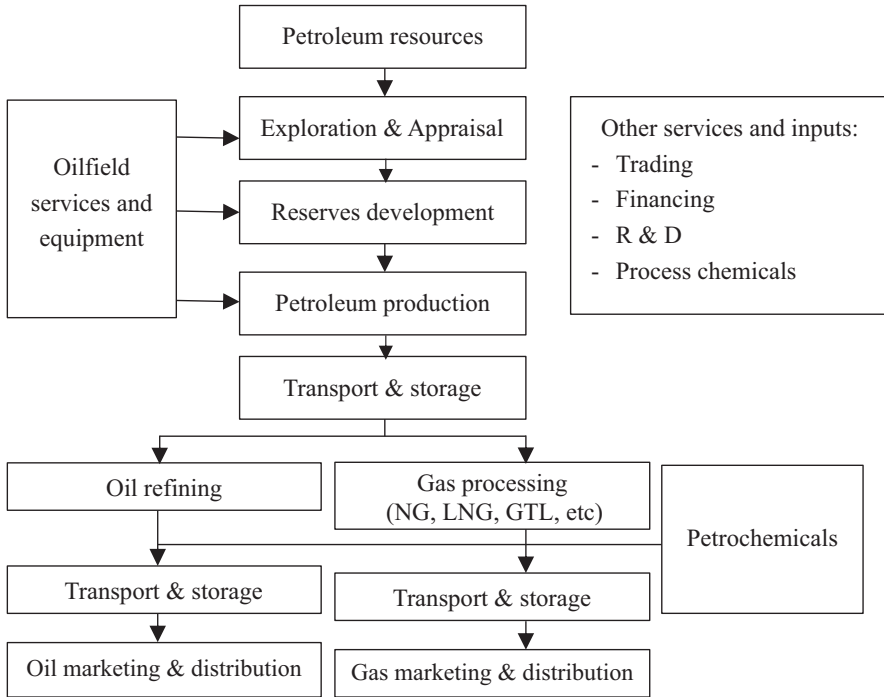 Petroleum resources
Exploration & Appraisal
Oilfield
services and
equipment
Reserves development
Petroleum production
Other services and inputs:
- Trading
- Financing
- R & D
- Process chemicals
Transport & storage
Oil refining
Gas processing
(NG, LNG, GTL, etc)
Petrochemicals
Transport & storage
Transport & storage
Oil marketing & distribution
Gas marketing & distribution